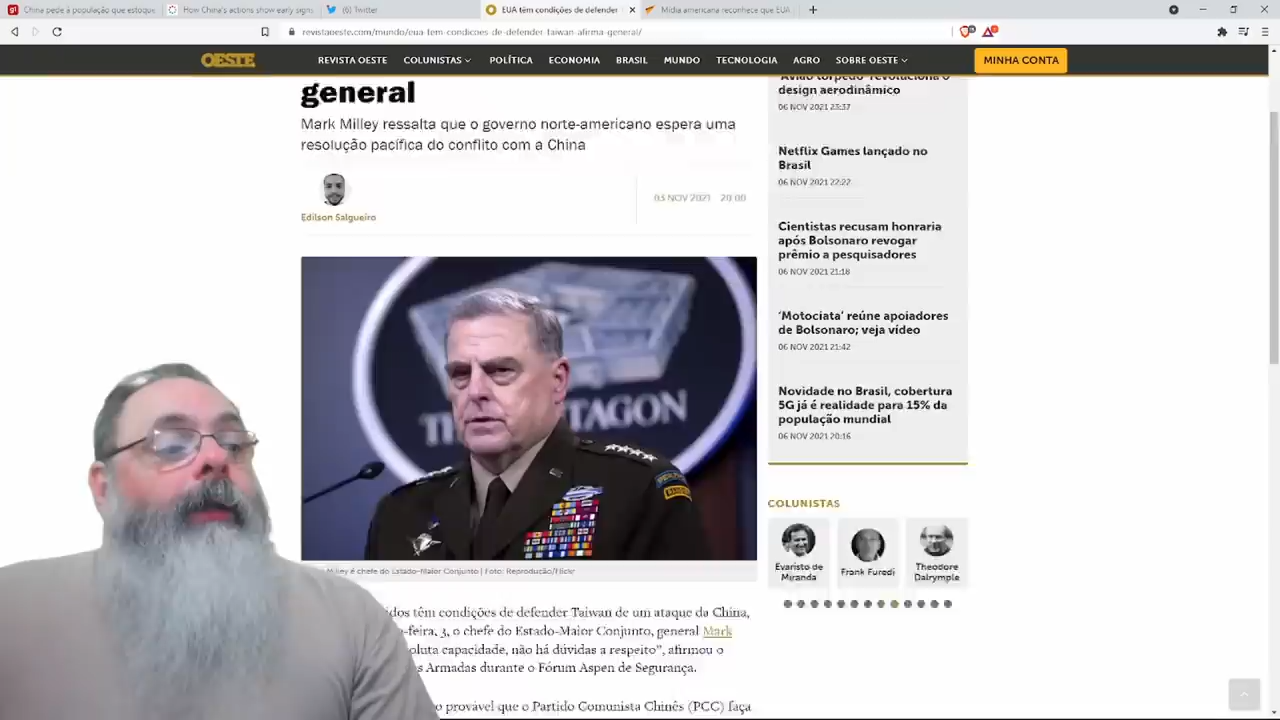 China pede à população que estoque
How China's actions show early signs
(6) Twitter
EUA têm condições de defender
Mídia americana reconhece que EUA
revistaoeste.com/mundo/eua-tem-condicoes-de-defender-taiwan-afirma-general/
OESTE
REVISTA OESTE
COLUNISTAS
POLÍTICA
ECONOMIA
BRASIL
MUNDO
TECNOLOGIA
AGRO
SOBRE OESTE
MINHA CONTA
general
Mark Milley ressalta que o governo norte-americano espera uma
resolução pacífica do conflito com a China
Edilson Salgueiro
03 NOV 2021 20:00
THE PENTAGON
Milley é chefe do Estado-Maior Conjunto | Foto: Reprodução/Flickr
dos têm condições de defender Taiwan de um ataque da China,
-feira, 3, o chefe do Estado-Maior Conjunto, general Mark
oluta capacidade, não há dúvidas a respeito”, afirmou o
s Armadas durante o Fórum Aspen de Segurança.
o provável que o Partido Comunista Chinês (PCC) faça
'Avião torpedo' revoluciona o
design aerodinâmico
06 NOV 2021 23:37
Netflix Games lançado no
Brasil
06 NOV 2021 22:22
Cientistas recusam honraria
após Bolsonaro revogar
prêmio a pesquisadores
06 NOV 2021 21:18
‘Motociata’ reúne apoiadores
de Bolsonaro; veja vídeo
06 NOV 2021 21:42
Novidade no Brasil, cobertura
5G já é realidade para 15% da
população mundial
06 NOV 2021 20:16
COLUNISTAS
Evaristo de
Miranda
Frank Furedi
Theodore
Dalrymple